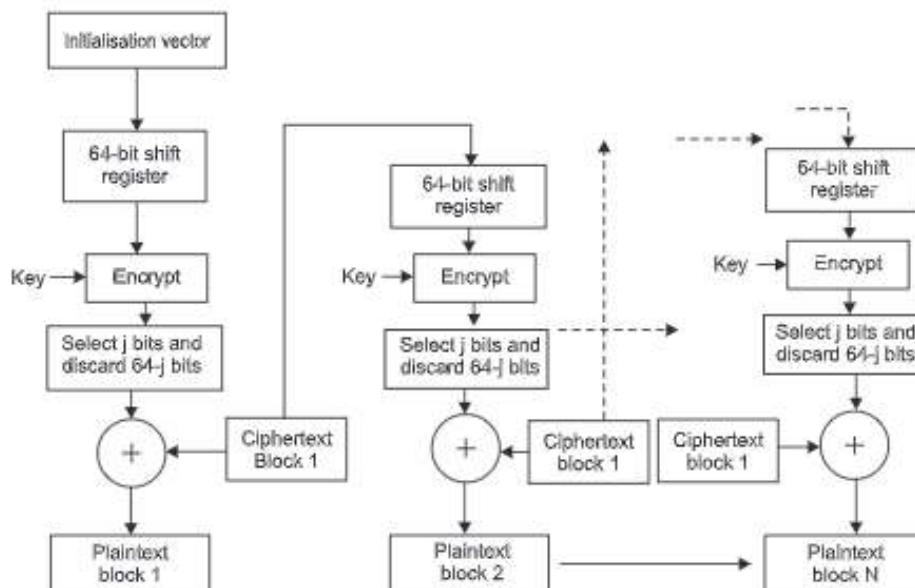 Initialisation vector
64-bit shift
register
Key
Encrypt
Select j bits and
discard 64-j bits
+
Ciphertext
Block 1
Plaintext
block 1
64-bit shift
register
Key
Encrypt
Select j bits and
discard 64-j bits
+
Ciphertext
block 1
Plaintext
block 2
64-bit shift
register
Key
Encrypt
Select j bits and
discard 64-j bits
Ciphertext
block 1
+
Plaintext
block N